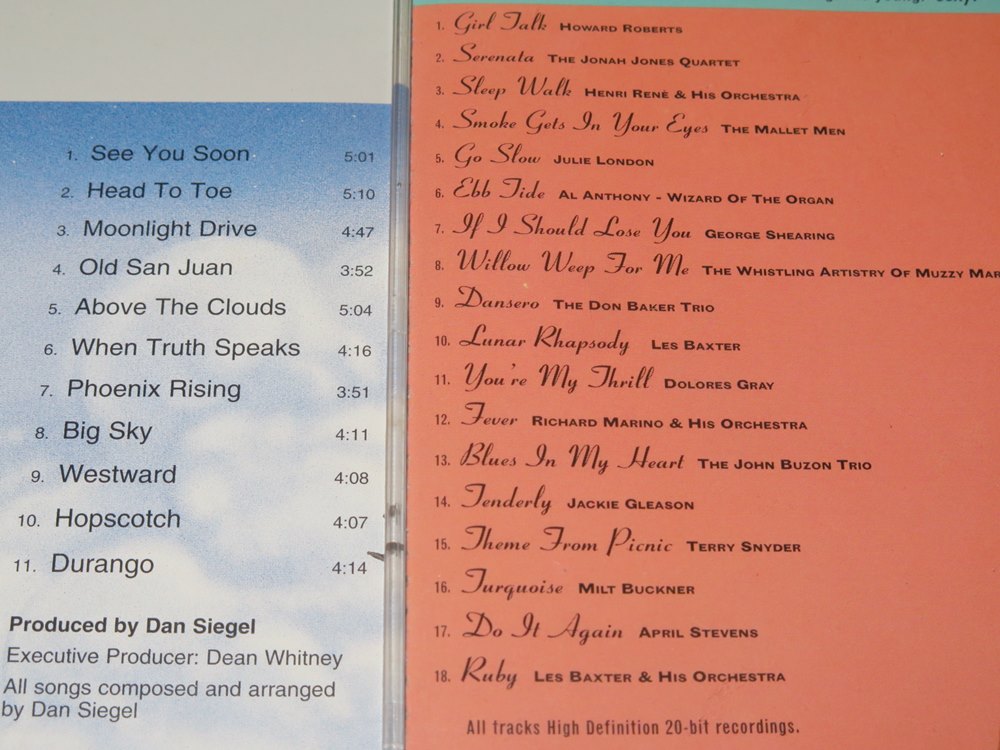 1. See You Soon 5:01
2. Head To Toe 5:10
3. Moonlight Drive 4:47
4. Old San Juan 3:52
5. Above The Clouds 5:04
6. When Truth Speaks 4:16
7. Phoenix Rising 3:51
8. Big Sky 4:11
9. Westward 4:08
10. Hopscotch 4:07
11. Durango 4:14
Produced by Dan Siegel
Executive Producer: Dean Whitney
All songs composed and arranged
by Dan Siegel
1. Girl Talk HOWARD ROBERTS
2. Serenata THE JONAH JONES QUARTET
3. Sleep Walk HENRI RENÉ & HIS ORCHESTRA
4. Smoke Gets In Your Eyes THE MALLET MEN
5. Go Slow JULIE LONDON
6. Ebb Tide AL ANTHONY - WIZARD OF THE ORGAN
7. If I Should Lose You GEORGE SHEARING
8. Willow Weep For Me THE WHISTLING ARTISTRY OF MUZZY MAR
9. Dansero THE DON BAKER TRIO
10. Lunar Rhapsody LES BAXTER
11. You're My Thrill DOLORES GRAY
12. Fever RICHARD MARINO & HIS ORCHESTRA
13. Blues In My Heart THE JOHN BUZON TRIO
14. Tenderly JACKIE GLEASON
15. Theme From Picnic TERRY SNYDER
16. Turquoise MILT BUCKNER
17. Do It Again APRIL STEVENS
18. Ruby LES BAXTER & HIS ORCHESTRA
All tracks High Definition 20-bit recordings.